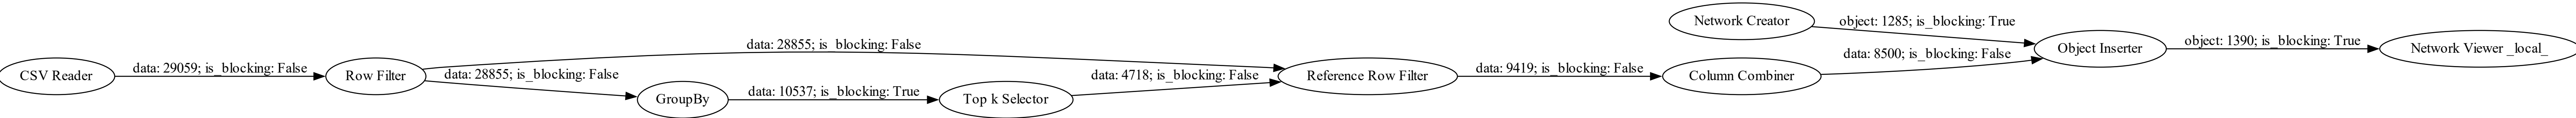 CSV Reader
data: 29059; is_blocking: False
Row Filter
data: 28855; is_blocking: False
data: 28855; is_blocking: False
GroupBy
data: 10537; is_blocking: True
Top k Selector
data: 4718; is_blocking: False
Reference Row Filter
data: 9419; is_blocking: False
Network Creator
object: 1285; is_blocking: True
Column Combiner
data: 8500; is_blocking: False
Object Inserter
object: 1390; is_blocking: True
Network Viewer _local_